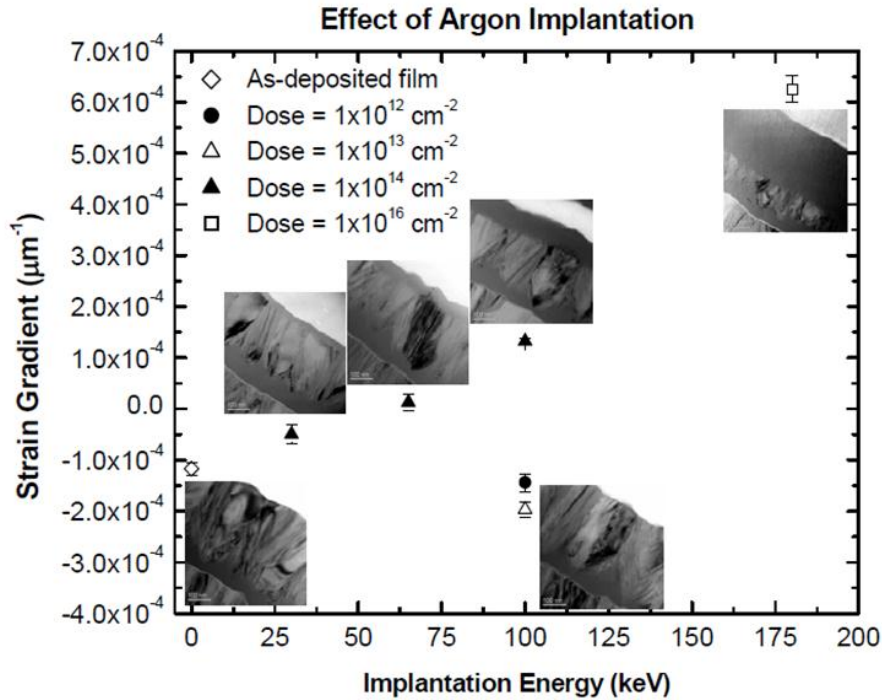 Effect of Argon Implantation
7.0x10⁻⁴
6.0x10⁻⁴
5.0x10⁻⁴
4.0x10⁻⁴
3.0x10⁻⁴
2.0x10⁻⁴
1.0x10⁻⁴
0.0
-1.0x10⁻⁴
-2.0x10⁻⁴
-3.0x10⁻⁴
-4.0x10⁻⁴
Strain Gradient (μm⁻¹)
As-deposited film
Dose = 1x10¹² cm⁻²
Dose = 1x10¹³ cm⁻²
Dose = 1x10¹⁴ cm⁻²
Dose = 1x10¹⁶ cm⁻²
0 25 50 75 100 125 150 175 200
Implantation Energy (keV)